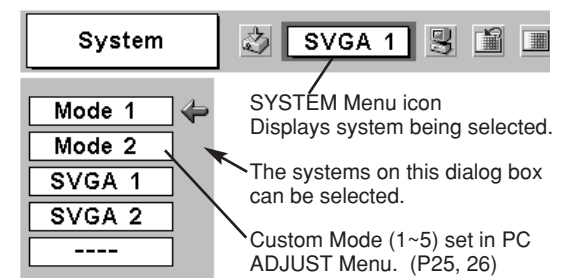 System
SVGA 1
Mode 1
Mode 2
SVGA 1
SVGA 2
----
SYSTEM Menu icon
Displays system being selected.
The systems on this dialog box
can be selected.
Custom Mode (1~5) set in PC
ADJUST Menu.  (P25, 26)